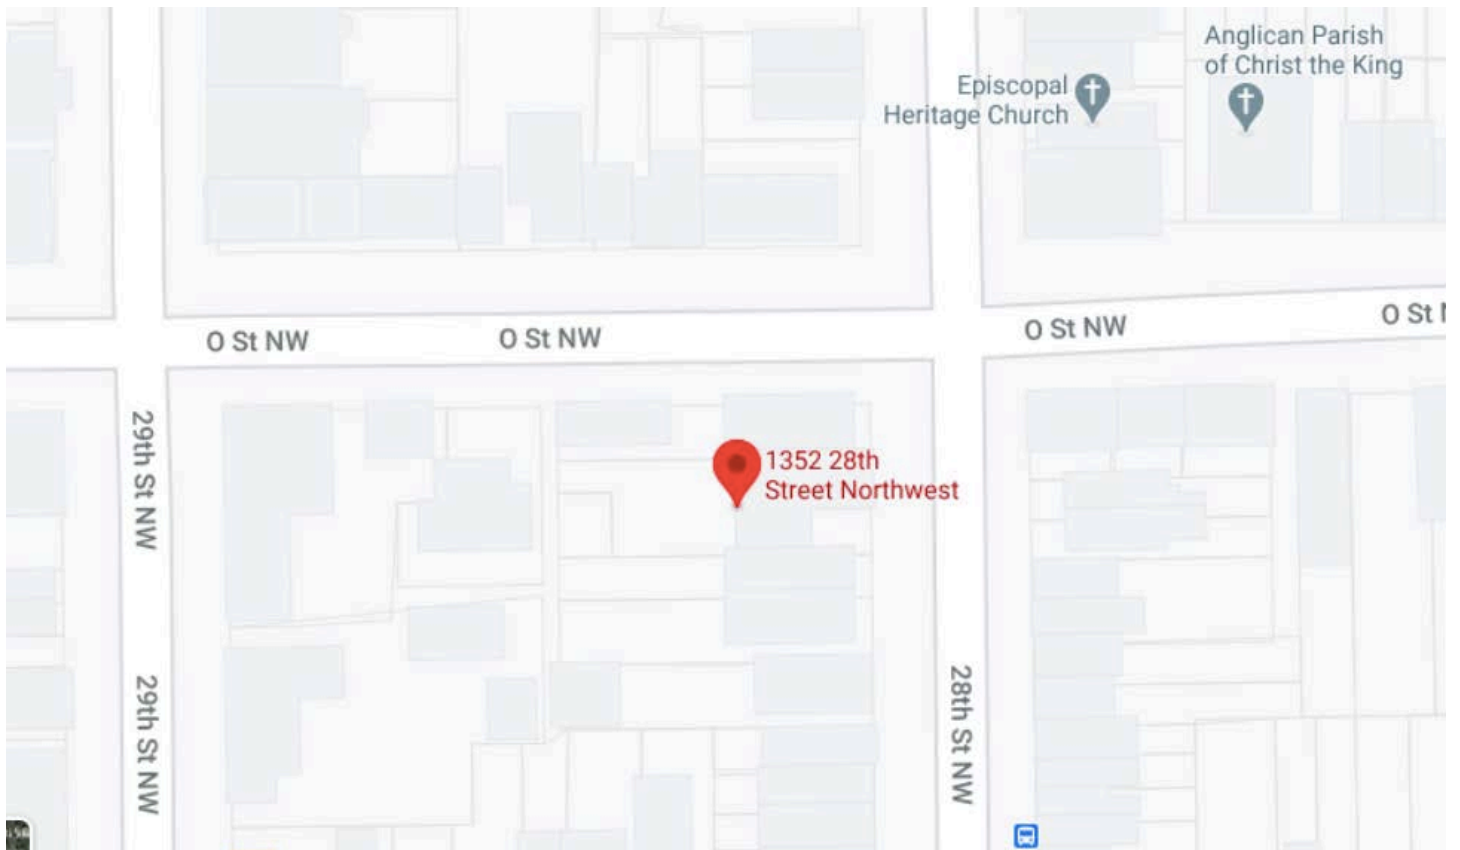 Anglican Parish
of Christ the King
Episcopal
Heritage Church
O St NW
O St NW
O St NW
O St N
1352 28th
Street Northwest
29th St NW
29th St NW
28th St NW